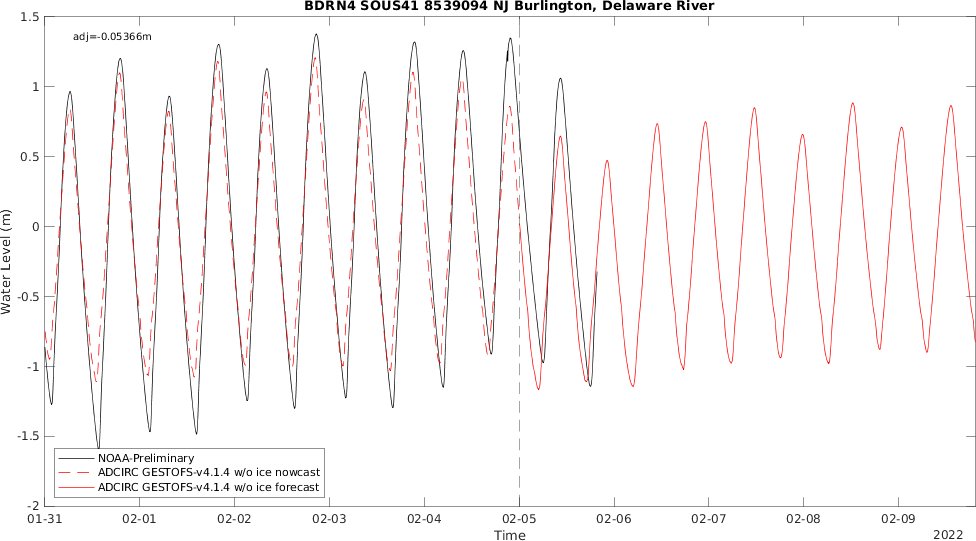 BDRN4 SOUS41 8539094 NJ Burlington, Delaware River
adj=-0.05366m
1.5
1
0.5
0
-0.5
-1
-1.5
-2
Water Level (m)
NOAA-Preliminary
ADCIRC GESTOFS-v4.1.4 w/o ice nowcast
ADCIRC GESTOFS-v4.1.4 w/o ice forecast
01-31 02-01 02-02 02-03 02-04 02-05 02-06 02-07 02-08 02-09
Time
2022